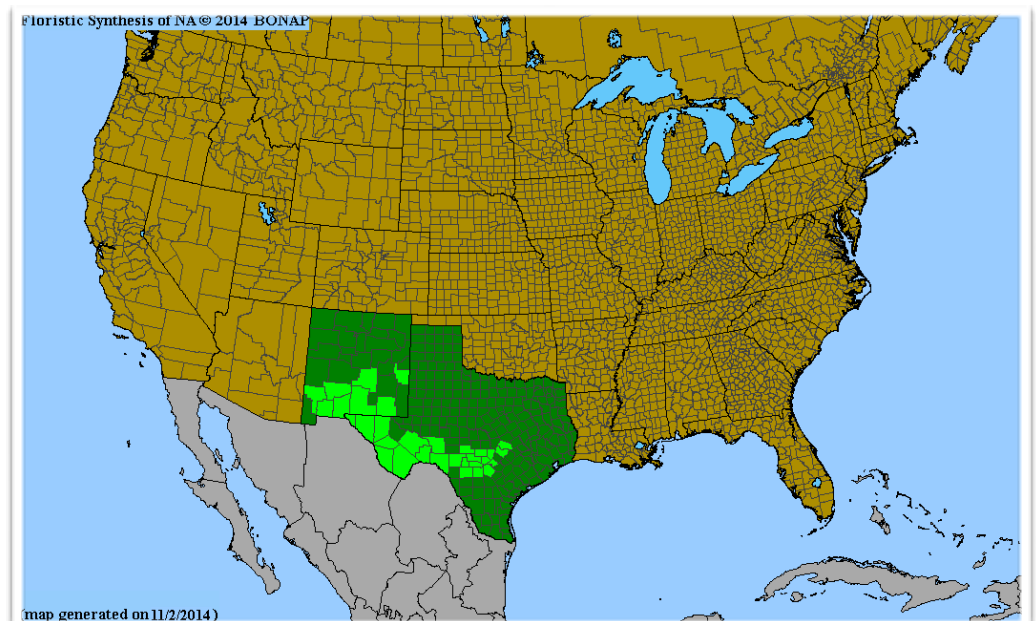 Floristic Synthesis of NA © 2014 BONAP
(map generated on 11/2/2014)